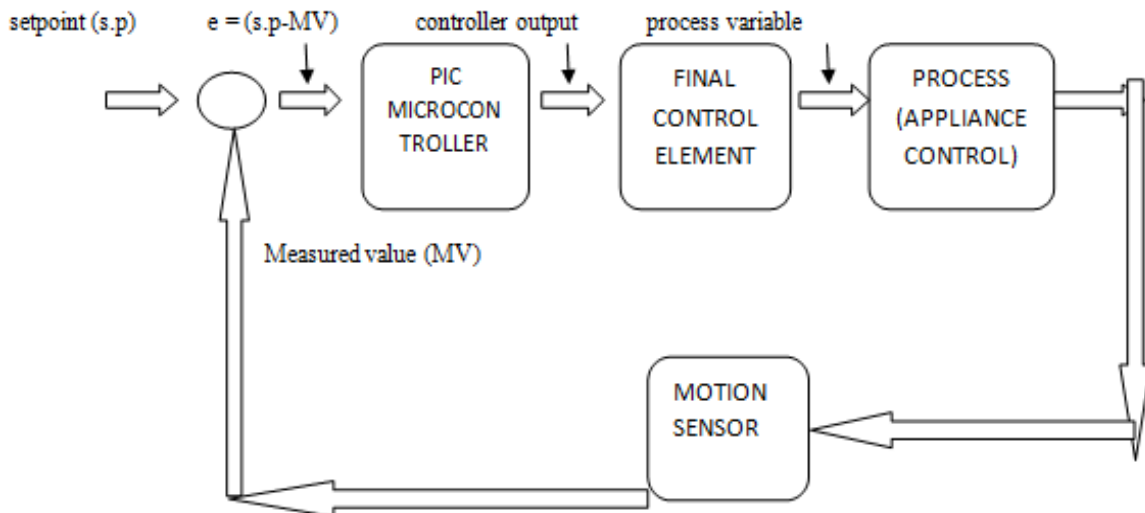 setpoint (s.p)
e = (s.p-MV)
controller output
process variable
PIC
MICROCON
TROLLER
FINAL
CONTROL
ELEMENT
PROCESS
(APPLIANCE
CONTROL)
Measured value (MV)
MOTION
SENSOR